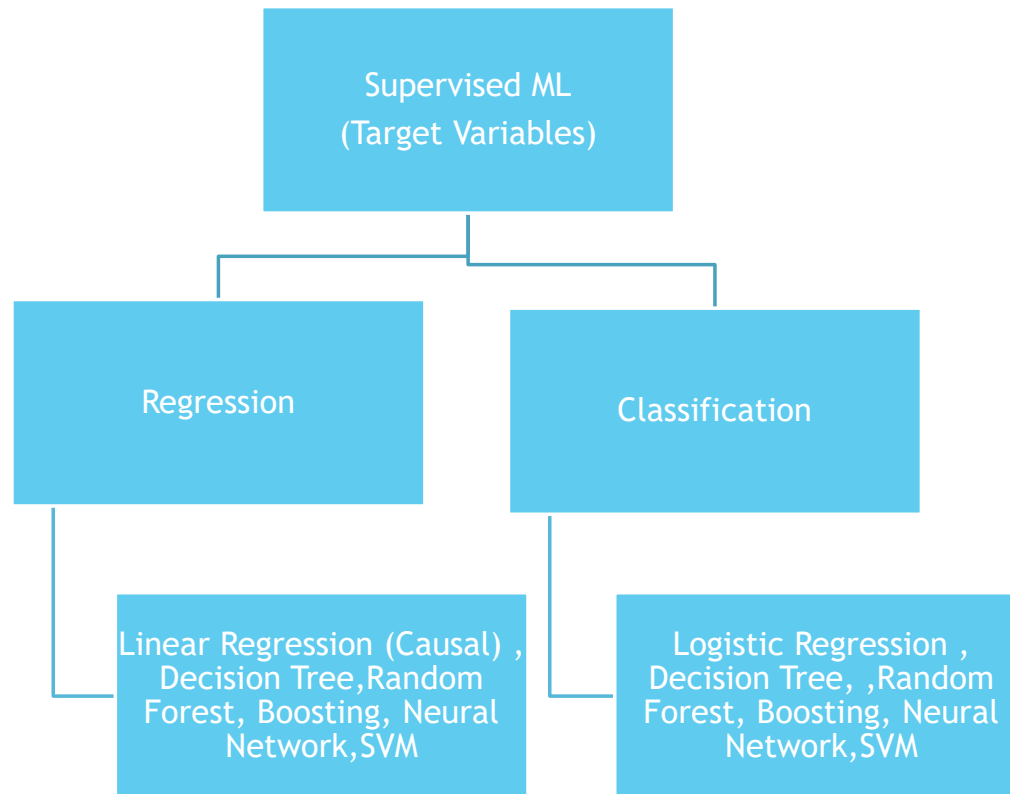 Supervised ML
(Target Variables)
Regression
Classification
Linear Regression (Causal) ,
Decision Tree,Random
Forest, Boosting, Neural
Network,SVM
Logistic Regression ,
Decision Tree, ,Random
Forest, Boosting, Neural
Network,SVM